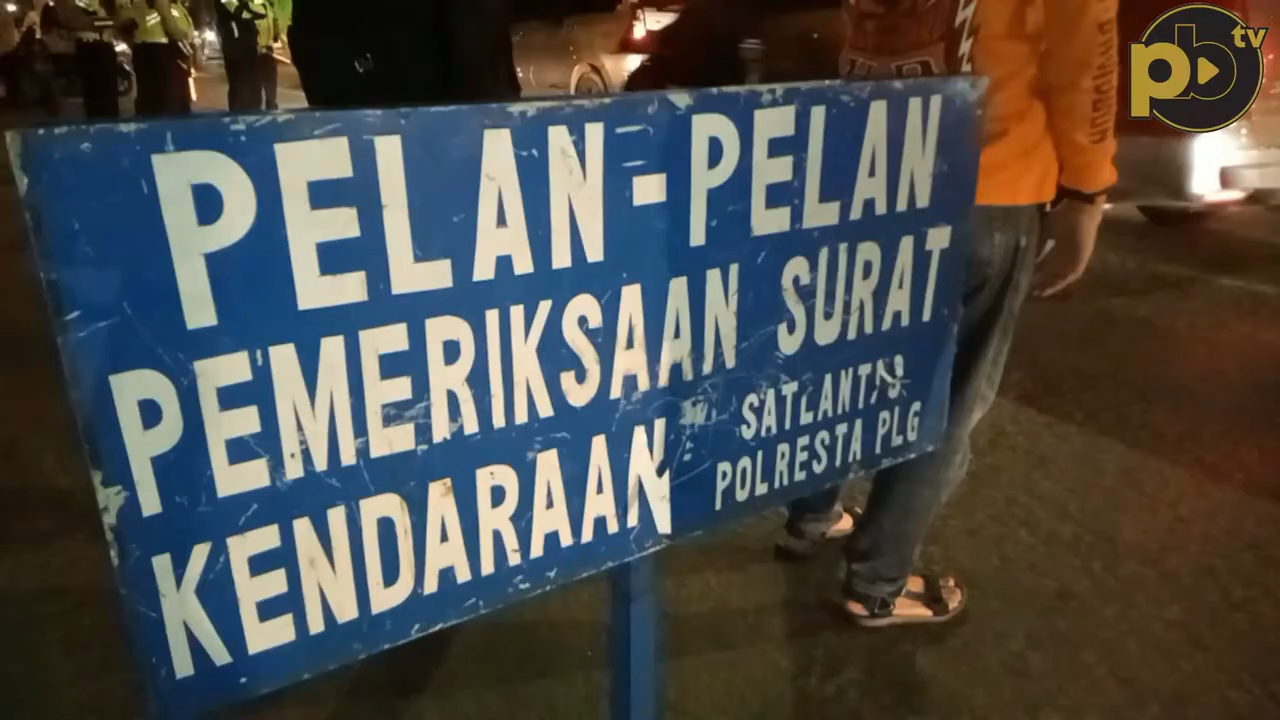 PELAN-PELAN
PEMERIKSAAN SURAT
KENDARAAN
SATLANTAS
POLRESTA PLG
pb tv